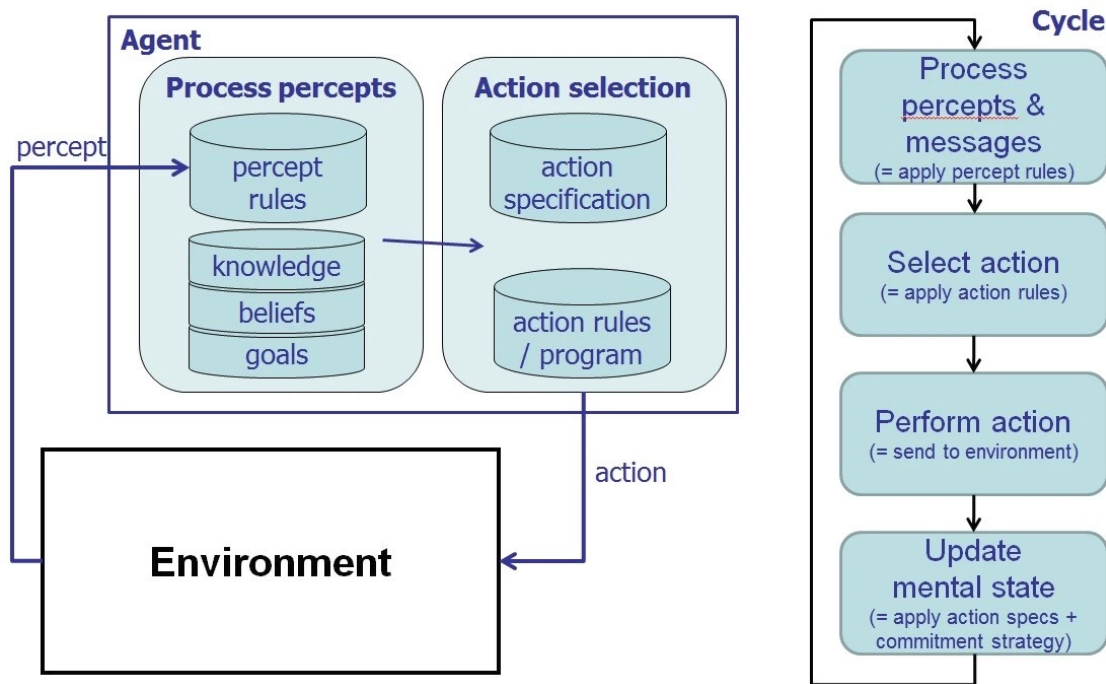 Agent
Process percepts
percept
rules
knowledge
beliefs
goals
Action selection
action
specification
action rules
/ program
percept
action
Environment
Cycle
Process
percepts &
messages
(= apply percept rules)
Select action
(= apply action rules)
Perform action
(= send to environment)
Update
mental state
(= apply action specs +
commitment strategy)